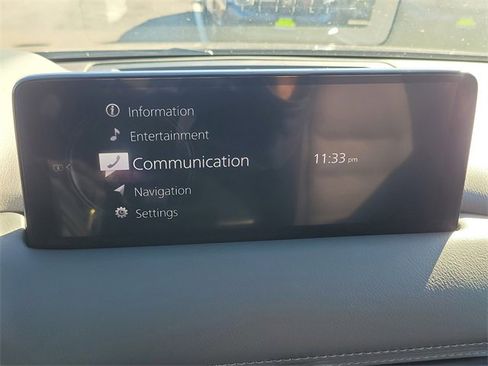 Information
Entertainment
Communication
11:33 pm
Navigation
Settings